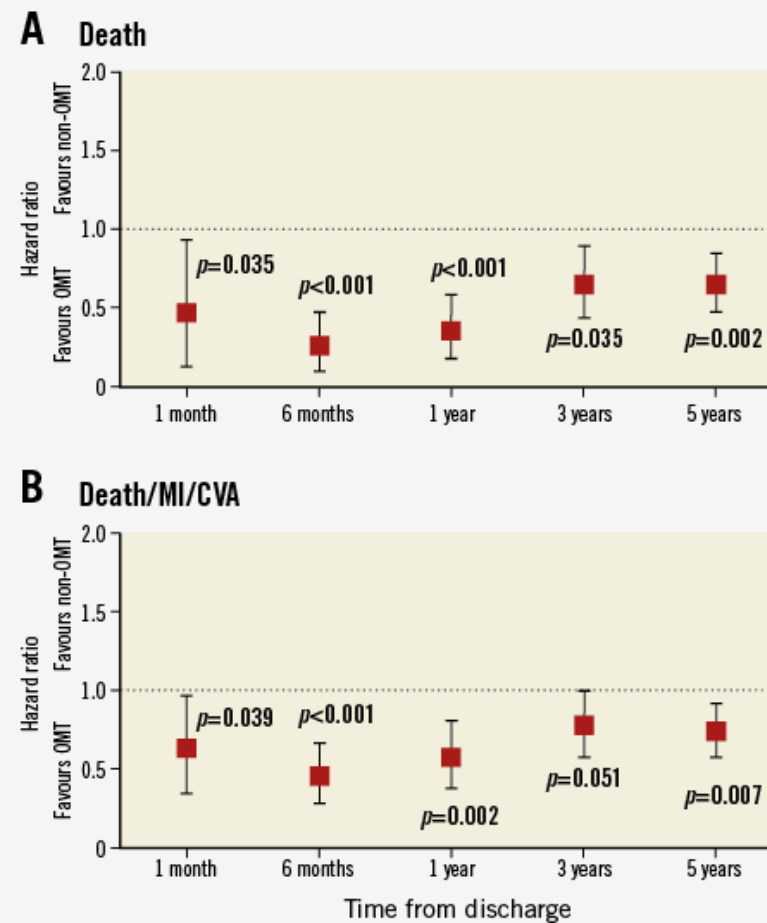 A Death
2.0
1.5
1.0
0.5
0
Hazard ratio
Favours non-OMT
Favours OMT
p=0.035
p<0.001
p<0.001
p=0.035
p=0.002
1 month 6 months 1 year 3 years 5 years
B Death/MI/CVA
2.0
1.5
1.0
0.5
0
Hazard ratio
Favours non-OMT
Favours OMT
p=0.039
p<0.001
p=0.002
p=0.051
p=0.007
1 month 6 months 1 year 3 years 5 years
Time from discharge